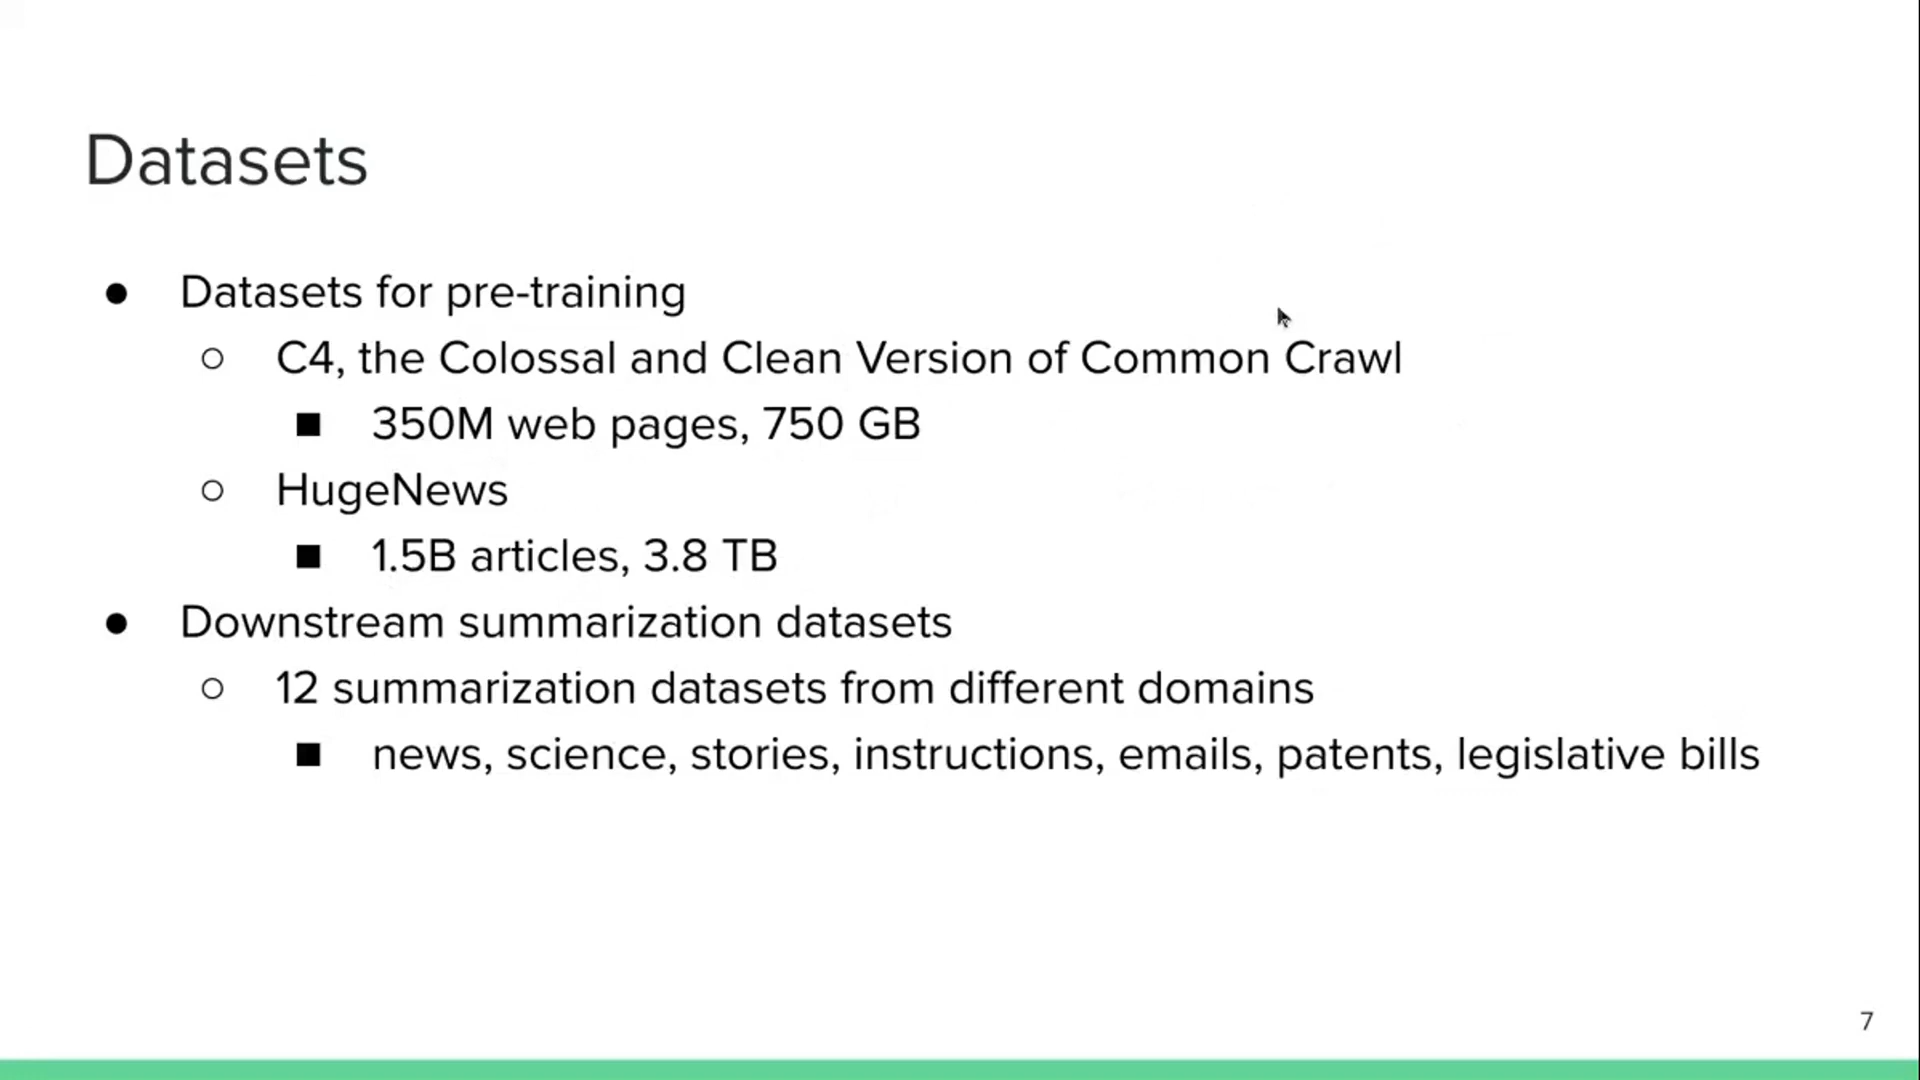 Datasets
● Datasets for pre-training
○ C4, the Colossal and Clean Version of Common Crawl
■ 350M web pages, 750 GB
○ HugeNews
■ 1.5B articles, 3.8 TB
● Downstream summarization datasets
○ 12 summarization datasets from different domains
■ news, science, stories, instructions, emails, patents, legislative bills
7